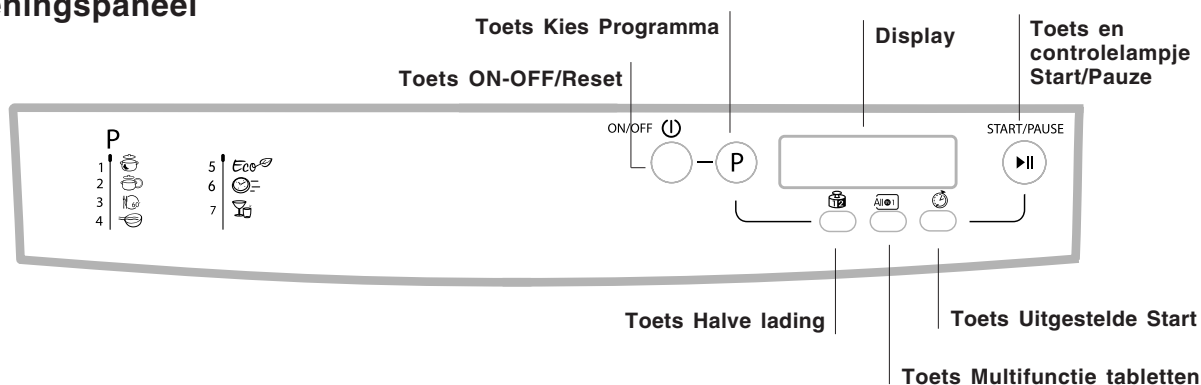 eningspaneel
Toets Kies Programma
Display
Toets en
controlelampje
Start/Pauze
Toets ON-OFF/Reset
ON/OFF
START/PAUSE
P
1
2
3
4
5 Eco
6
7
P
Toets Halve lading
Toets Uitgestelde Start
Toets Multifunctie tabletten